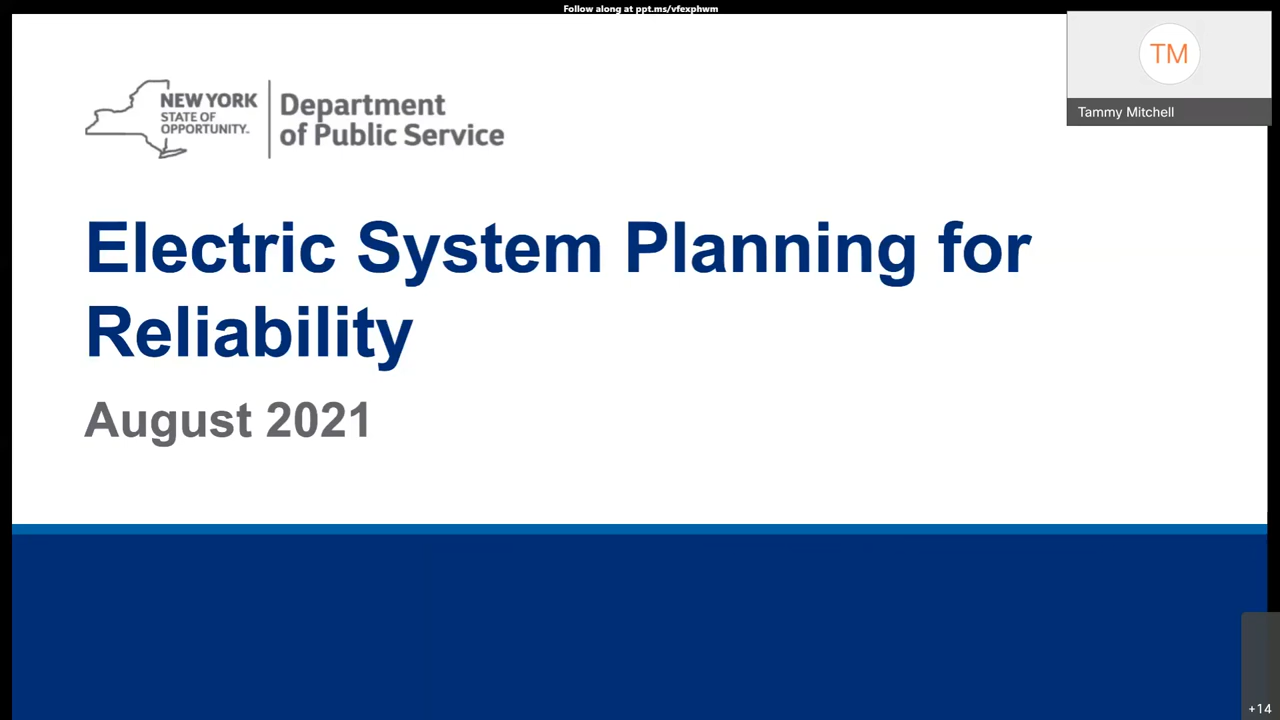 Follow along at ppt.ms/vfexphwm
TM
Tammy Mitchell
NEW YORK
STATE OF
OPPORTUNITY.
Department
of Public Service
Electric System Planning for
Reliability
August 2021
+14